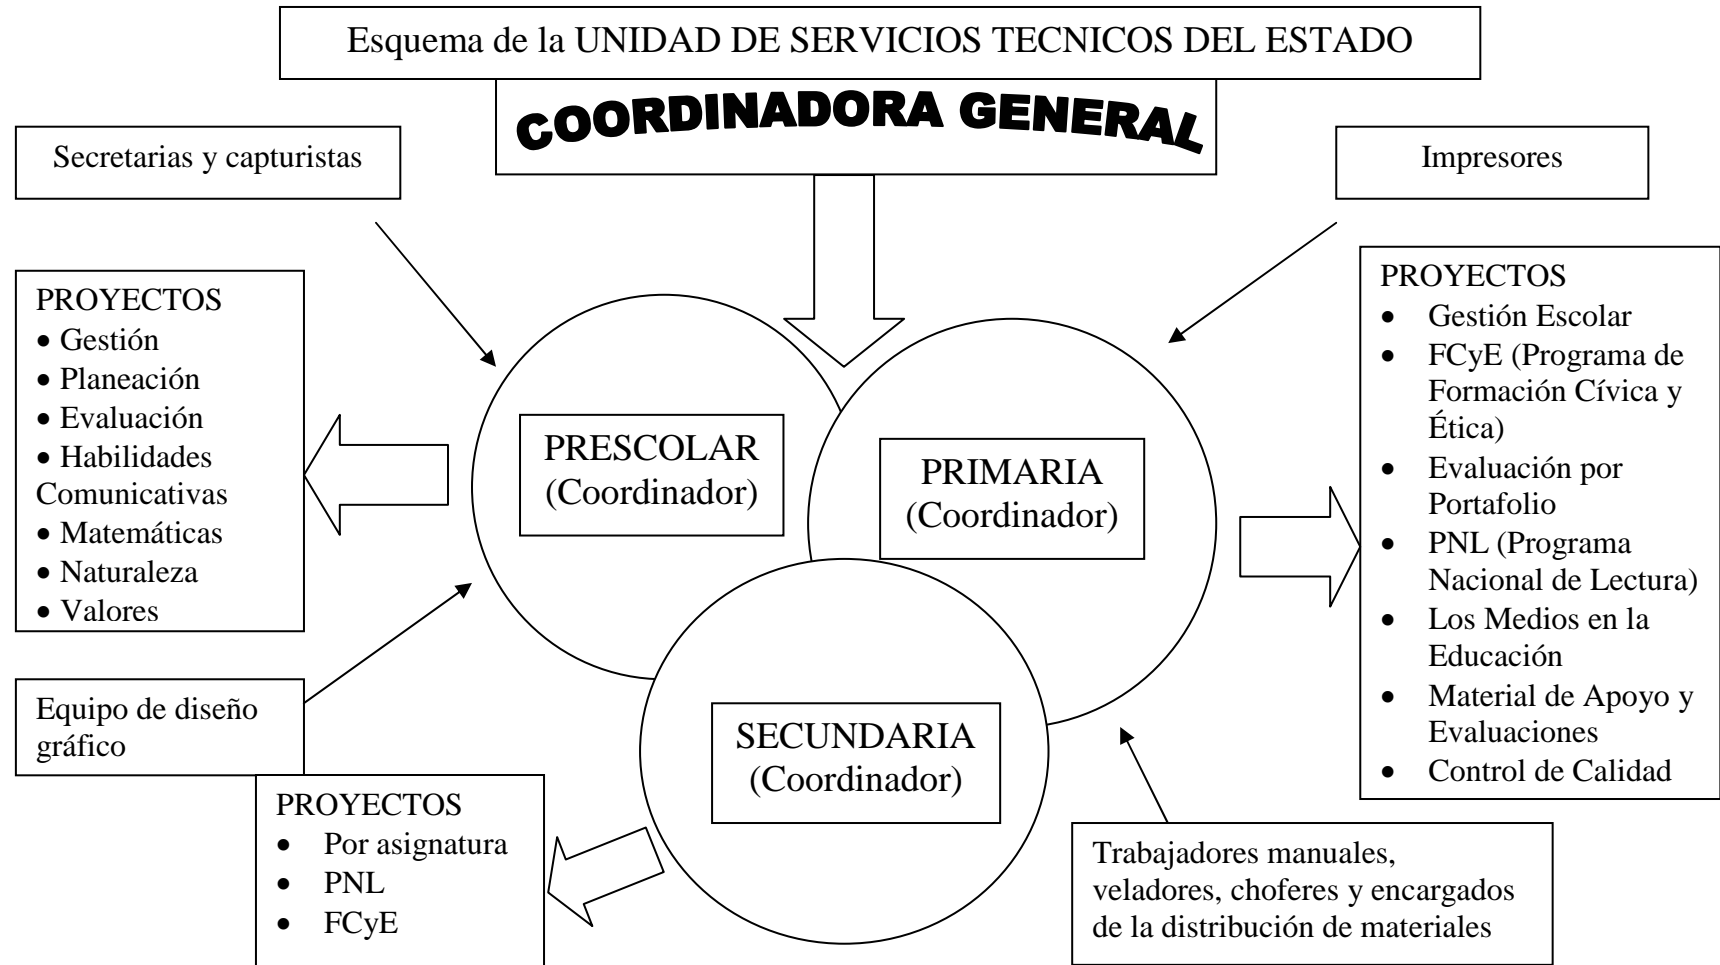 Esquema de la UNIDAD DE SERVICIOS TECNICOS DEL ESTADO
COORDINADORA GENERAL
Secretarias y capturistas
Impresores
PROYECTOS
• Gestión
• Planeación
• Evaluación
• Habilidades
Comunicativas
• Matemáticas
• Naturaleza
• Valores
PRESCOLAR
(Coordinador)
PRIMARIA
(Coordinador)
PROYECTOS
• Gestión Escolar
• FCyE (Programa de
Formación Cívica y
Ética)
• Evaluación por
Portafolio
• PNL (Programa
Nacional de Lectura)
• Los Medios en la
Educación
• Material de Apoyo y
Evaluaciones
• Control de Calidad
Equipo de diseño
gráfico
SECUNDARIA
(Coordinador)
PROYECTOS
• Por asignatura
• PNL
• FCyE
Trabajadores manuales,
veladores, choferes y encargados
de la distribución de materiales